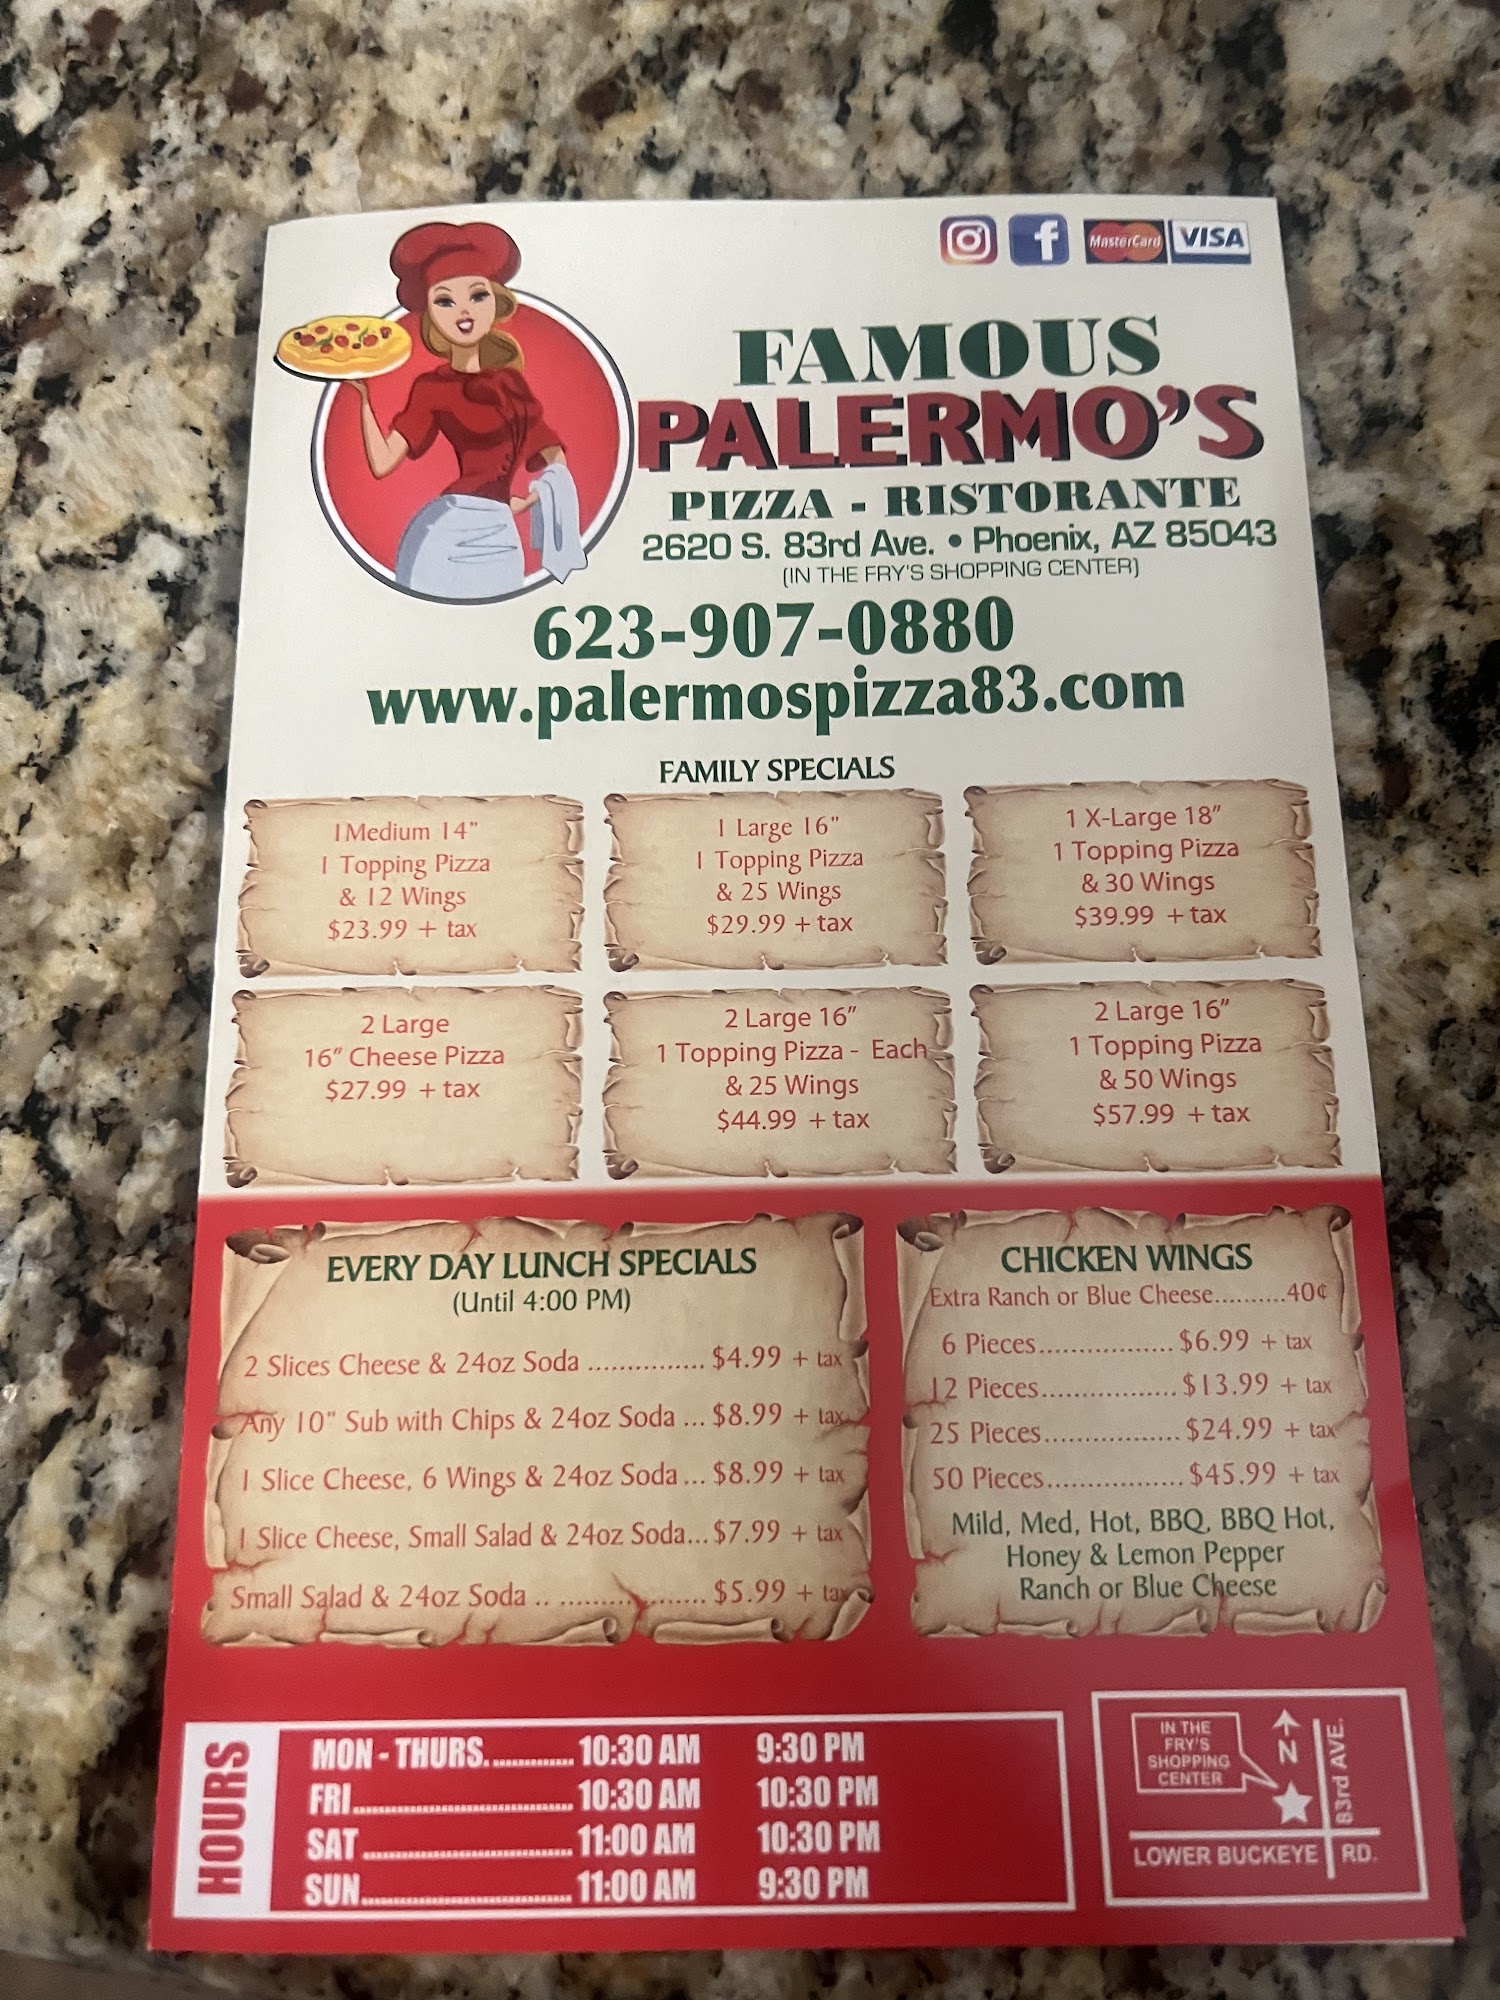 MasterCard VISA
FAMOUS
PALERMO'S
PIZZA - RISTORANTE
2620 S. 83rd Ave. • Phoenix, AZ 85043
(IN THE FRY'S SHOPPING CENTER)
623-907-0880
www.palermospizza83.com
FAMILY SPECIALS
1Medium 14"
1 Topping Pizza
& 12 Wings
$23.99 + tax
1 Large 16"
1 Topping Pizza
& 25 Wings
$29.99 + tax
1 X-Large 18"
1 Topping Pizza
& 30 Wings
$39.99 + tax
2 Large
16" Cheese Pizza
$27.99 + tax
2 Large 16"
1 Topping Pizza - Each
& 25 Wings
$44.99 + tax
2 Large 16"
1 Topping Pizza
& 50 Wings
$57.99 + tax
EVERY DAY LUNCH SPECIALS
(Until 4:00 PM)
2 Slices Cheese & 24oz Soda ............... $4.99 + tax
Any 10" Sub with Chips & 24oz Soda ... $8.99 + tax
1 Slice Cheese, 6 Wings & 24oz Soda ... $8.99 + tax
1 Slice Cheese, Small Salad & 24oz Soda... $7.99 + tax
Small Salad & 24oz Soda .. ................... $5.99 + tax
CHICKEN WINGS
Extra Ranch or Blue Cheese..........40¢
6 Pieces................. $6.99 + tax
12 Pieces................. $13.99 + tax
25 Pieces................. $24.99 + tax
50 Pieces................. $45.99 + tax
Mild, Med, Hot, BBQ, BBQ Hot,
Honey & Lemon Pepper
Ranch or Blue Cheese
HOURS
MON - THURS............. 10:30 AM 9:30 PM
FRI................................ 10:30 AM 10:30 PM
SAT ............................... 11:00 AM 10:30 PM
SUN............................... 11:00 AM 9:30 PM
IN THE
FRY'S
SHOPPING
CENTER
N
83rd AVE.
LOWER BUCKEYE RD.